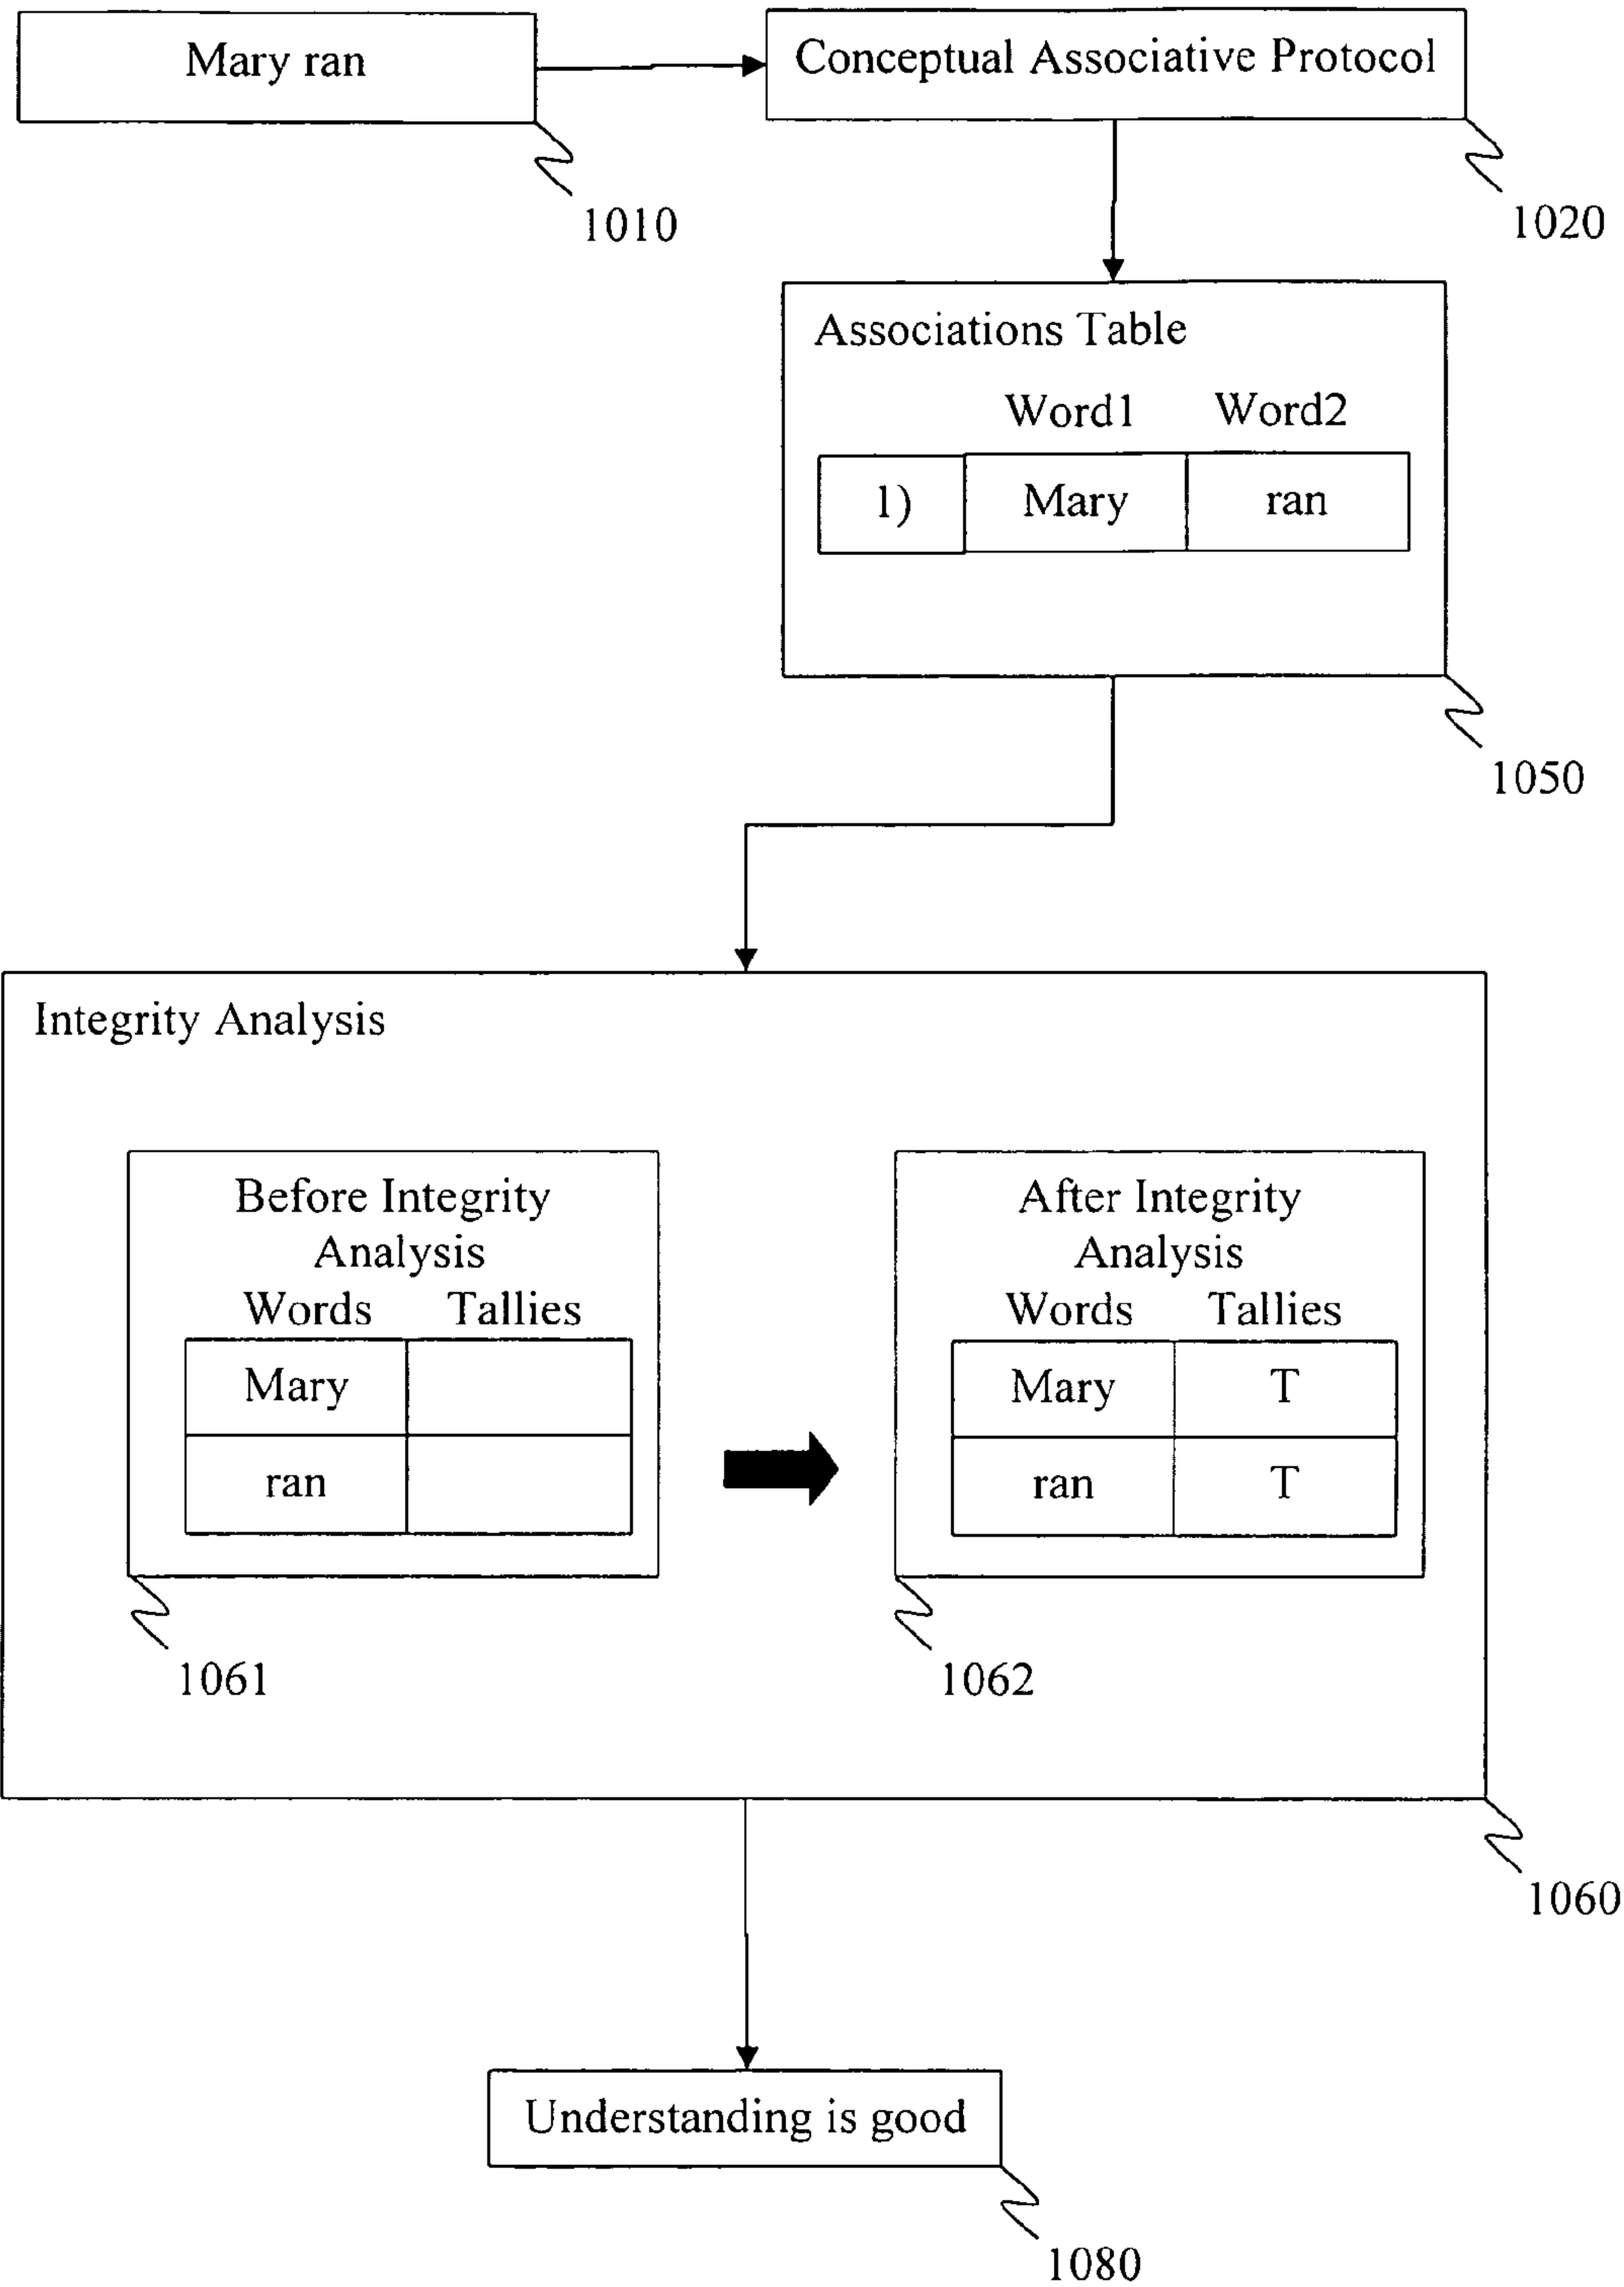 Mary ran
Conceptual Associative Protocol
1010
1020
Associations Table
Word1 Word2
1) Mary ran
1050
Integrity Analysis
Before Integrity
Analysis
Words Tallies
Mary
ran
1061
After Integrity
Analysis
Words Tallies
Mary T
ran T
1062
1060
Understanding is good
1080